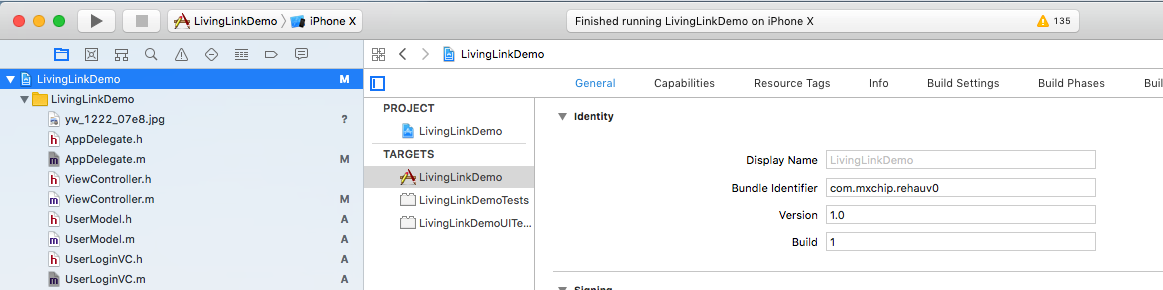 LivingLinkDemo iPhone X
Finished running LivingLinkDemo on iPhone X 135
LivingLinkDemo
General Capabilities Resource Tags Info Build Settings Build Phases Buil
LivingLinkDemo M
LivingLinkDemo
yw_1222_07e8.jpg ?
AppDelegate.h
AppDelegate.m M
ViewController.h
ViewController.m M
UserModel.h A
UserModel.m A
UserLoginVC.h A
UserLoginVC.m A
PROJECT
LivingLinkDemo
TARGETS
LivingLinkDemo
LivingLinkDemoTests
LivingLinkDemoUITe...
Identity
Display Name LivingLinkDemo
Bundle Identifier com.mxchip.rehauv0
Version 1.0
Build 1
Signing